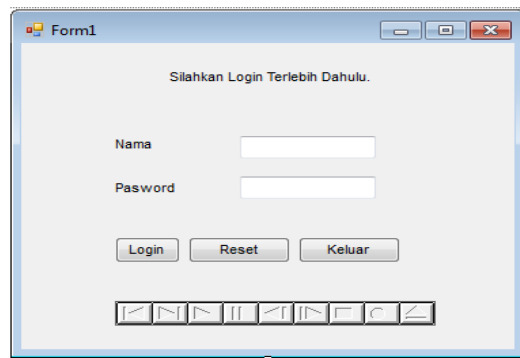 Form1
Silahkan Login Terlebih Dahulu.
Nama
Pasword
Login Reset Keluar